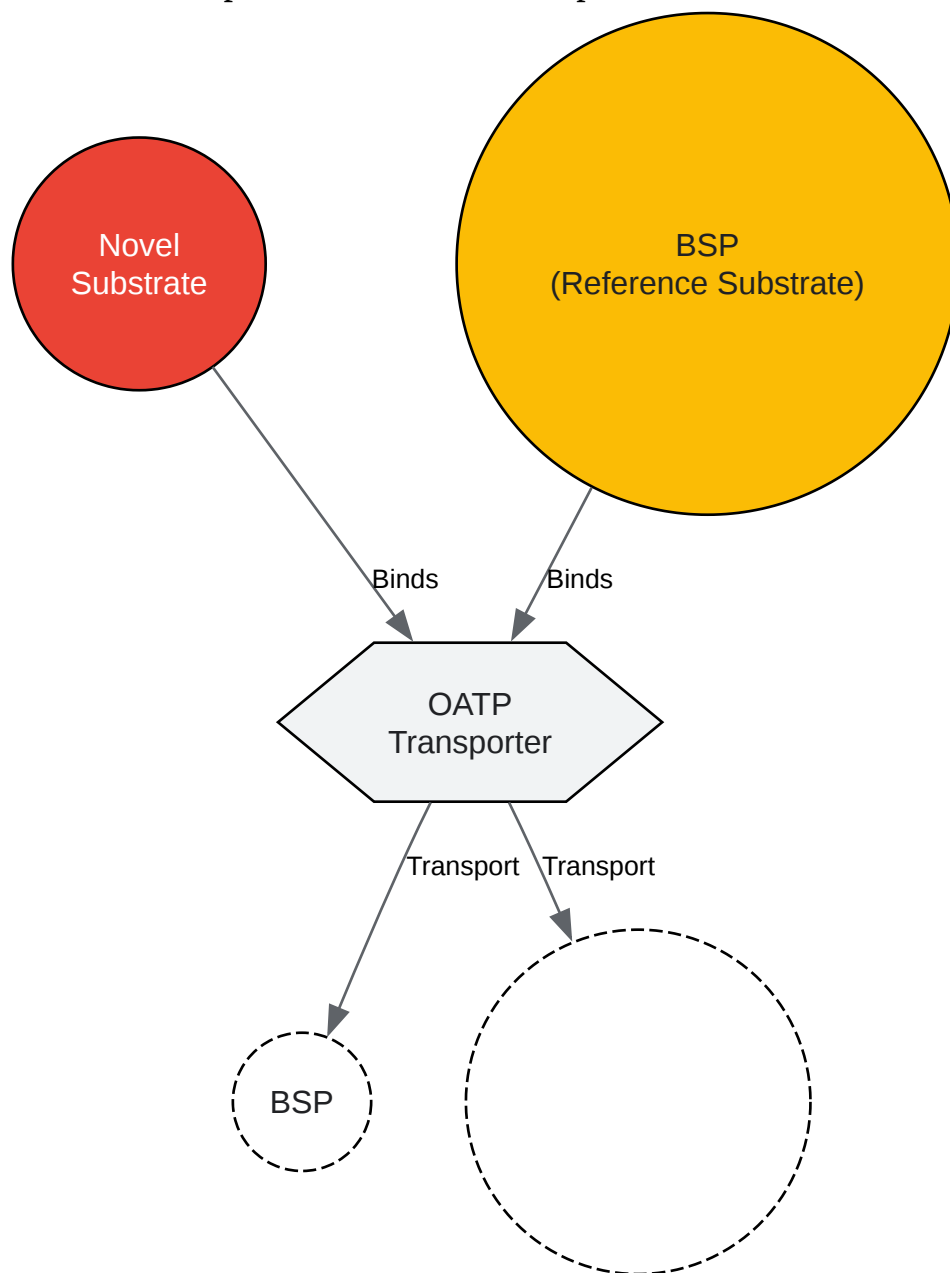 Novel
Substrate
BSP
(Reference Substrate)
Binds
Binds
OATP
Transporter
Transport
Transport
BSP